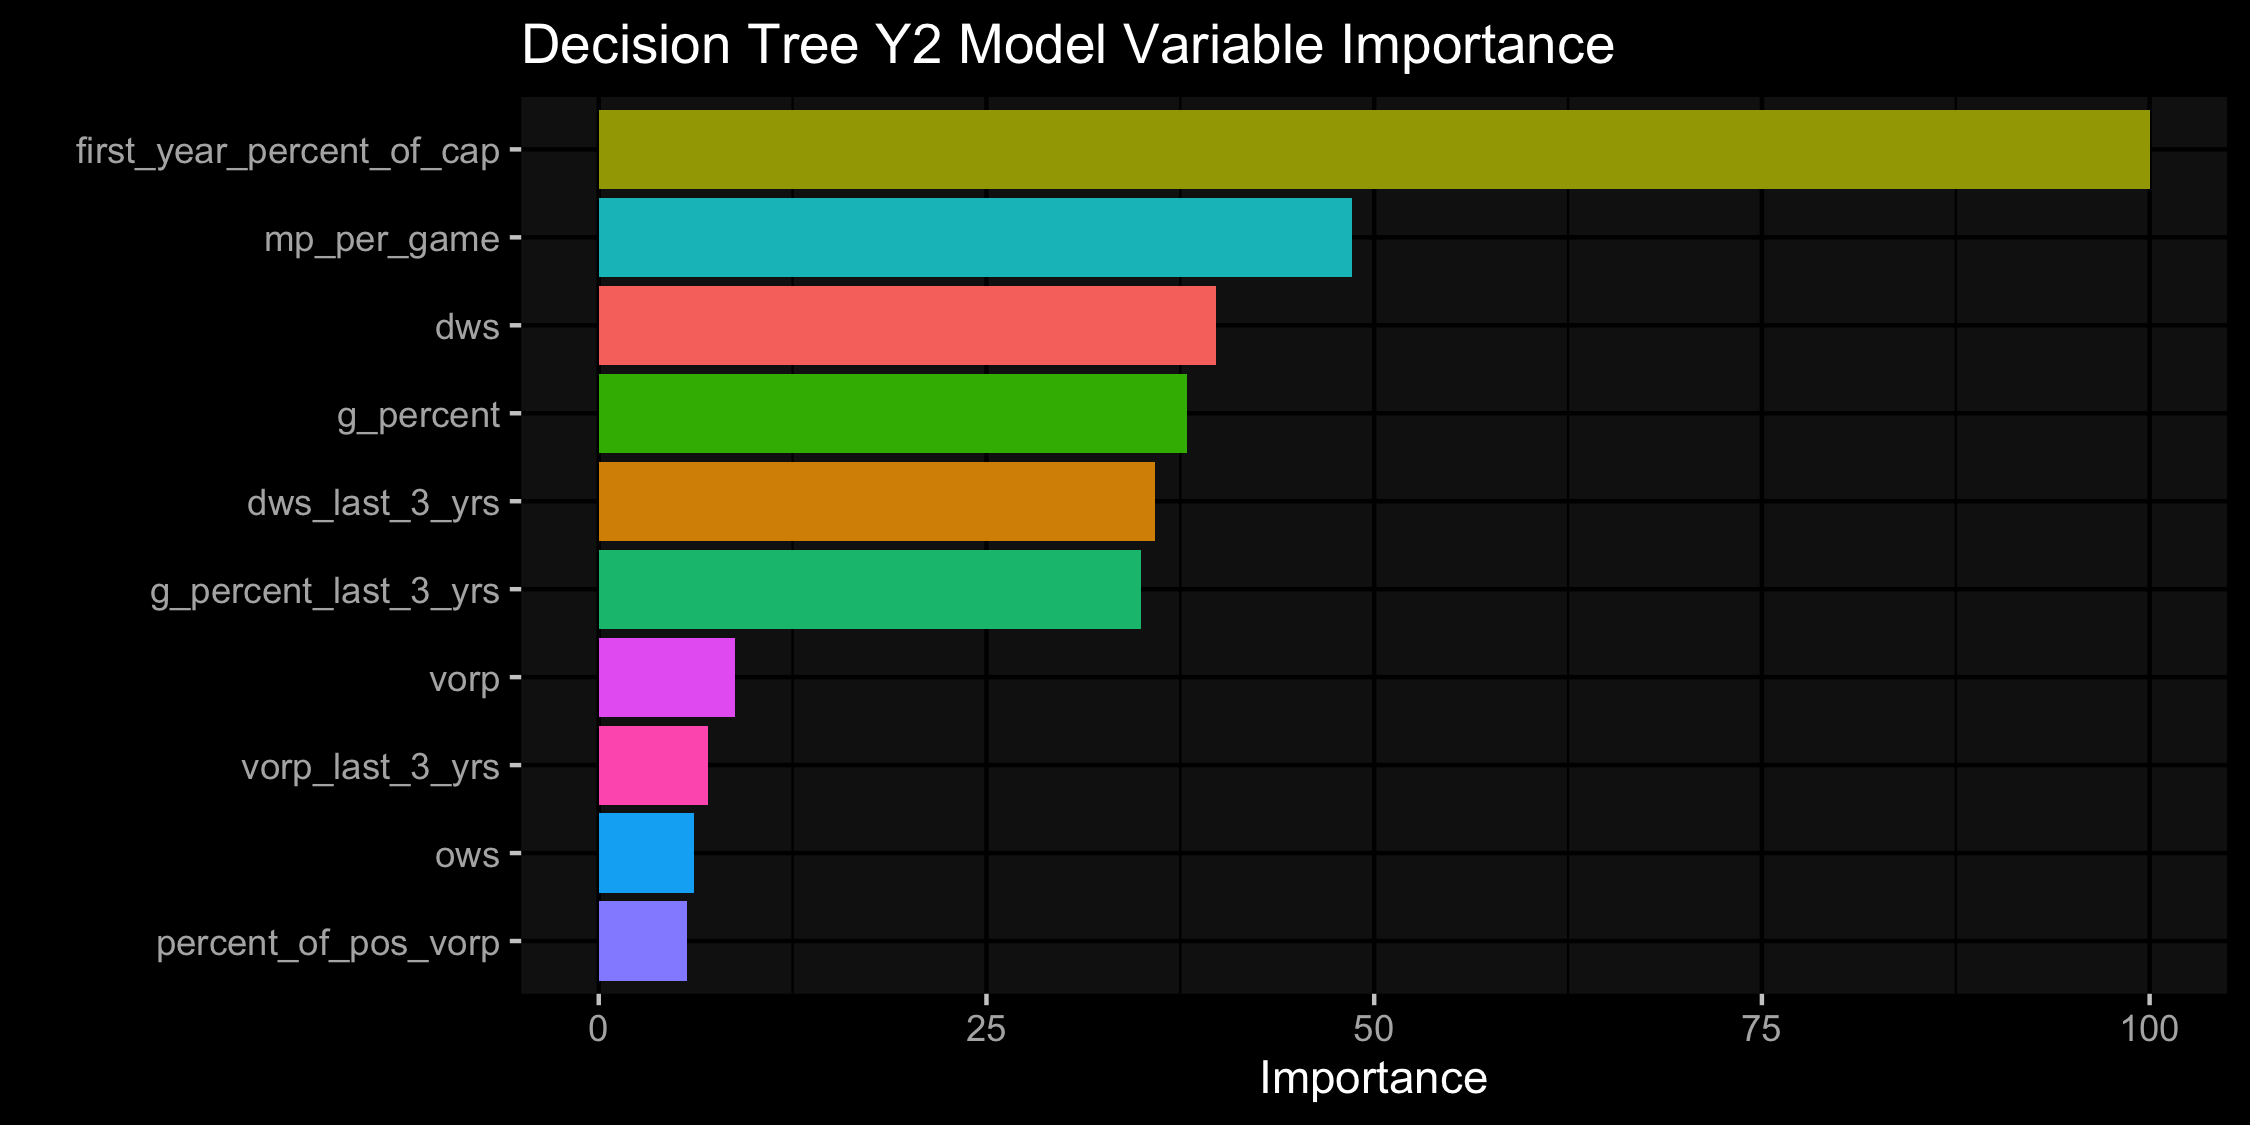 Decision Tree Y2 Model Variable Importance
first_year_percent_of_cap
mp_per_game
dws
g_percent
dws_last_3_yrs
g_percent_last_3_yrs
vorp
vorp_last_3_yrs
ows
percent_of_pos_vorp
0 25 50 75 100
Importance